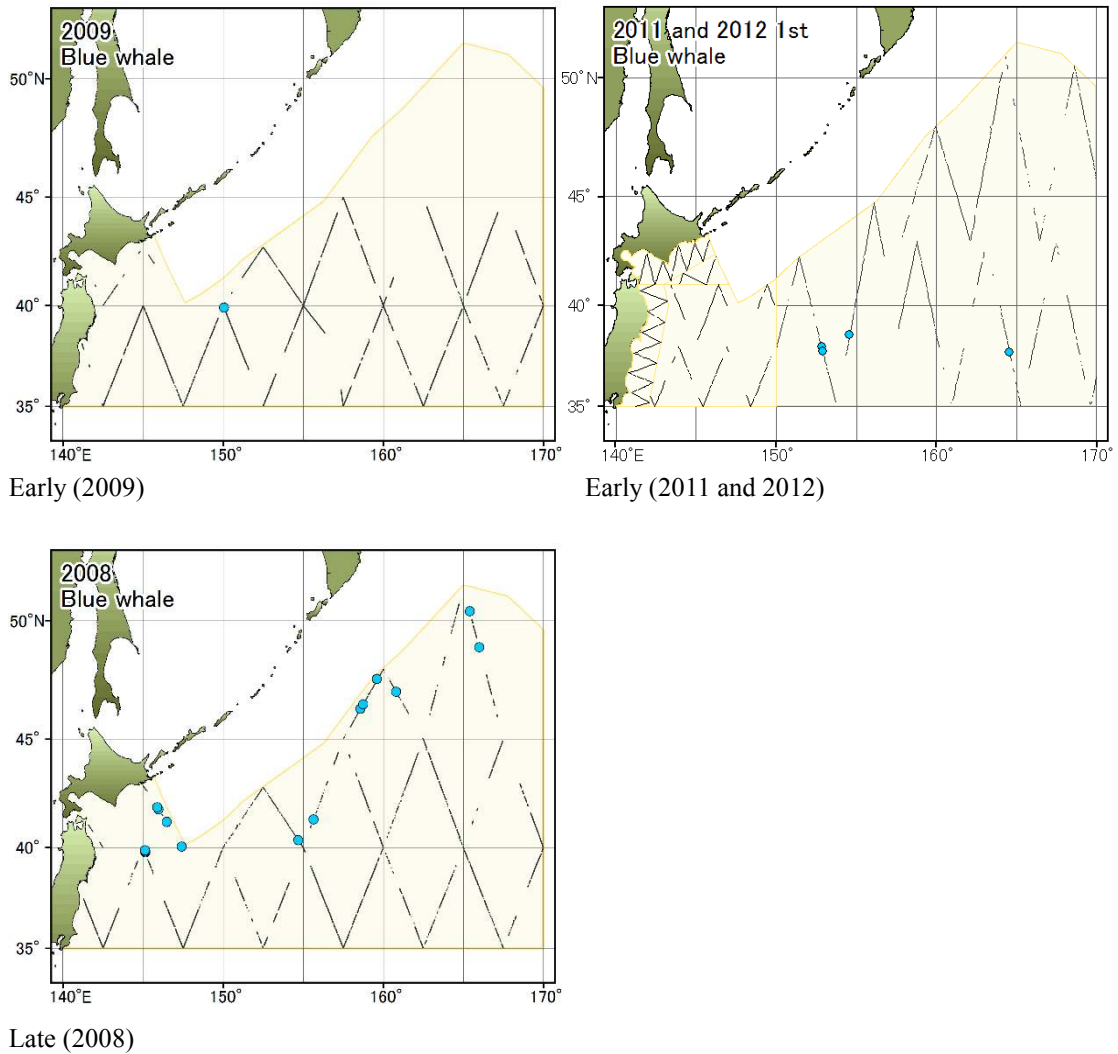 2009
Blue whale
50°N
45°
40°
35°
140°E
150°
160°
170°
Early (2009)
2011 and 2012 1st
Blue whale
50°N
45°
40°
35°
140°E
150°
160°
170°
Early (2011 and 2012)
2008
Blue whale
50°N
45°
40°
35°
140°E
150°
160°
170°
Late (2008)